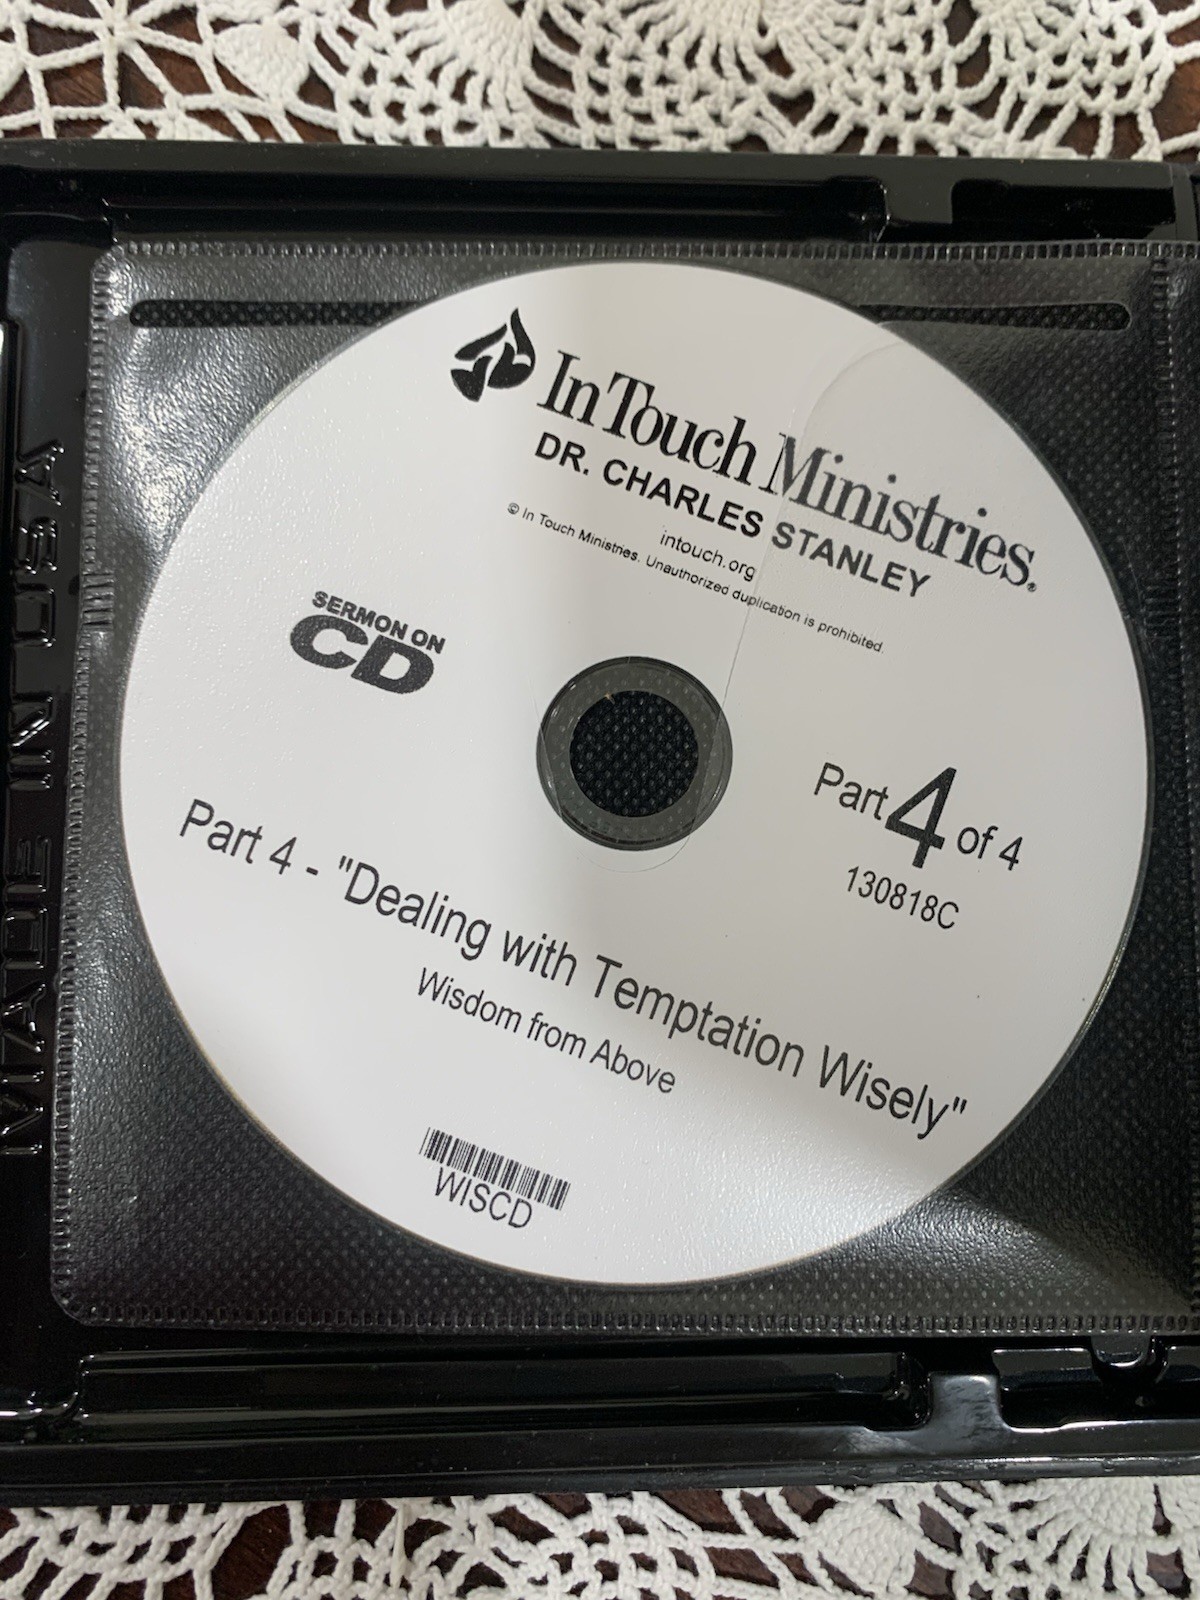 In Touch Ministries®
DR. CHARLES STANLEY
intouch.org
© In Touch Ministries. Unauthorized duplication is prohibited.
SERMON ON
CD
Part 4 of 4
130818C
Part 4 - "Dealing with Temptation Wisely"
Wisdom from Above
WISCD
MADE IN USA